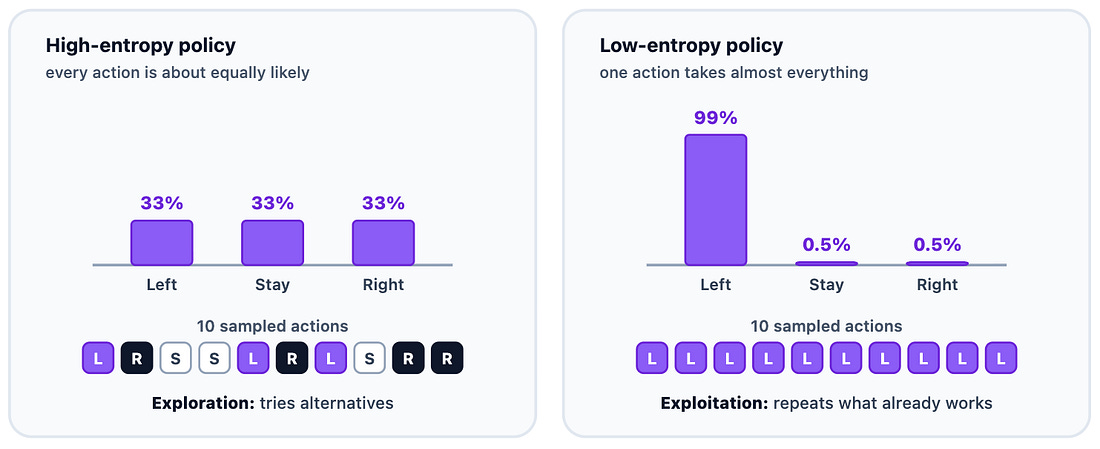 High-entropy policy
every action is about equally likely
33% 33% 33%
Left Stay Right
10 sampled actions
L R S S L R L S R R
Exploration: tries alternatives
Low-entropy policy
one action takes almost everything
99%
0.5% 0.5%
Left Stay Right
10 sampled actions
L L L L L L L L L L
Exploitation: repeats what already works